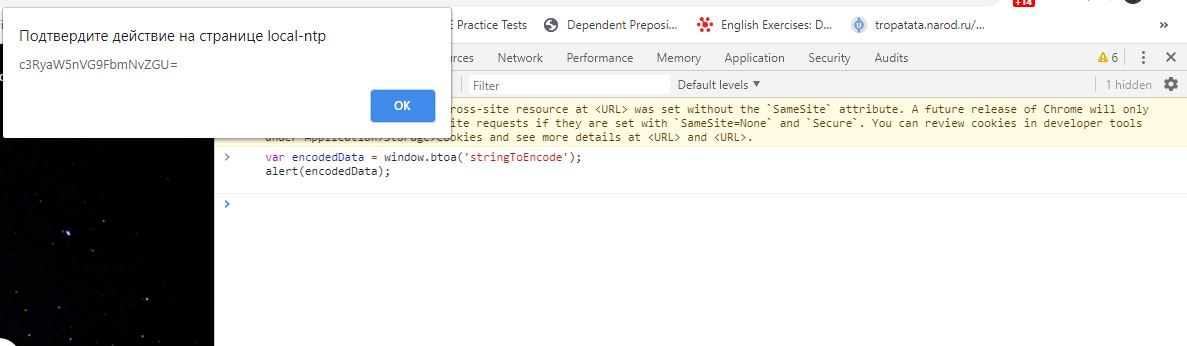 +14
E Practice Tests
Dependent Preposi...
English Exercises: D...
tropatata.narod.ru/...
»
Подтвердите действие на странице local-ntp
c3RyaW5nVG9FbmNvZGU=
OK
rces Network Performance Memory Application Security Audits 6
Filter Default levels ▼ 1 hidden
ross-site resource at <URL> was set without the `SameSite` attribute. A future release of Chrome will only
ite requests if they are set with `SameSite=None` and `Secure`. You can review cookies in developer tools
under Application>Storage>Cookies and see more details at <URL> and <URL>.
> var encodedData = window.btoa('stringToEncode');
alert(encodedData);
>